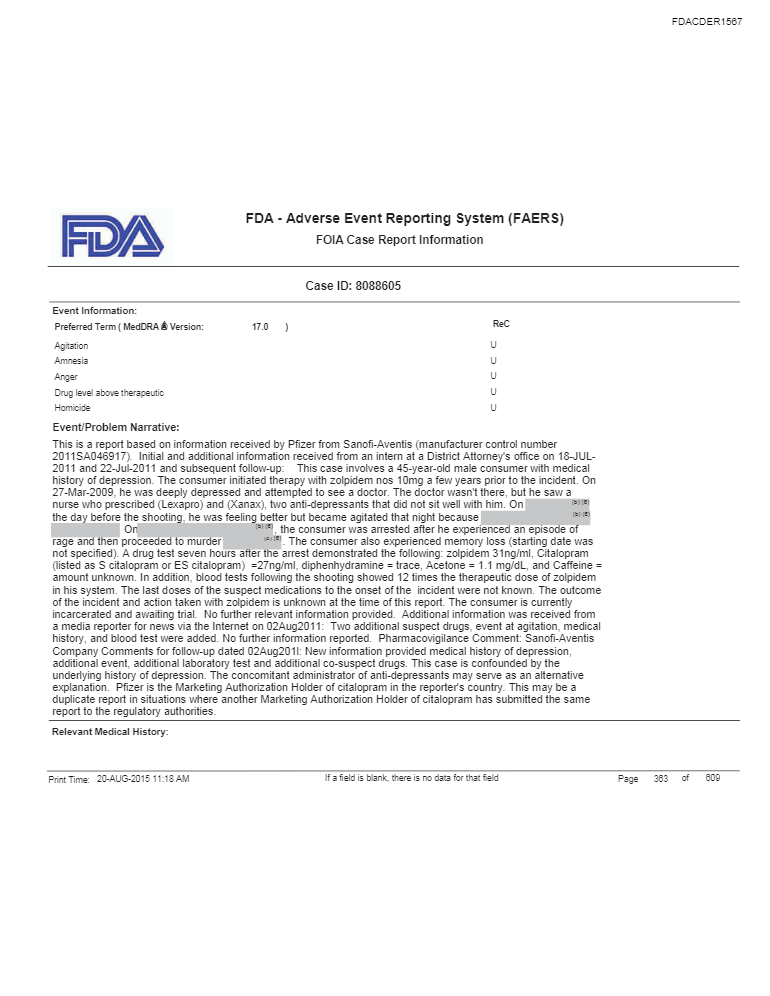 FDACDER1567
FDA
FDA - Adverse Event Reporting System (FAERS)
FOIA Case Report Information
Case ID: 8088605
Event Information:
Preferred Term ( MedDRA Version: 17.0 ) ReC
Agitation U
Amnesia U
Anger U
Drug level above therapeutic U
Homicide U
Event/Problem Narrative:
This is a report based on information received by Pfizer from Sanofi-Aventis (manufacturer control number
2011SA046917). Initial and additional information received from an intern at a District Attorney's office on 18-JUL-
2011 and 22-Jul-2011 and subsequent follow-up: This case involves a 45-year-old male consumer with medical
history of depression. The consumer initiated therapy with zolpidem nos 10mg a few years prior to the incident. On
27-Mar-2009, he was deeply depressed and attempted to see a doctor. The doctor wasn't there, but he saw a
nurse who prescribed (Lexapro) and (Xanax), two anti-depressants that did not sit well with him. On (b) (6)
the day before the shooting, he was feeling better but became agitated that night because (b) (6)
On (b) (6), the consumer was arrested after he experienced an episode of
rage and then proceeded to murder (b) (6). The consumer also experienced memory loss (starting date was
not specified). A drug test seven hours after the arrest demonstrated the following: zolpidem 31ng/ml, Citalopram
(listed as S citalopram or ES citalopram) =27ng/ml, diphenhydramine = trace, Acetone = 1.1 mg/dL, and Caffeine =
amount unknown. In addition, blood tests following the shooting showed 12 times the therapeutic dose of zolpidem
in his system. The last doses of the suspect medications to the onset of the incident were not known. The outcome
of the incident and action taken with zolpidem is unknown at the time of this report. The consumer is currently
incarcerated and awaiting trial. No further relevant information provided. Additional information was received from
a media reporter for news via the Internet on 02Aug2011: Two additional suspect drugs, event at agitation, medical
history, and blood test were added. No further information reported. Pharmacovigilance Comment: Sanofi-Aventis
Company Comments for follow-up dated 02Aug201l: New information provided medical history of depression,
additional event, additional laboratory test and additional co-suspect drugs. This case is confounded by the
underlying history of depression. The concomitant administrator of anti-depressants may serve as an alternative
explanation. Pfizer is the Marketing Authorization Holder of citalopram in the reporter's country. This may be a
duplicate report in situations where another Marketing Authorization Holder of citalopram has submitted the same
report to the regulatory authorities.
Relevant Medical History:
Print Time: 20-AUG-2015 11:18 AM If a field is blank, there is no data for that field Page 363 of 609